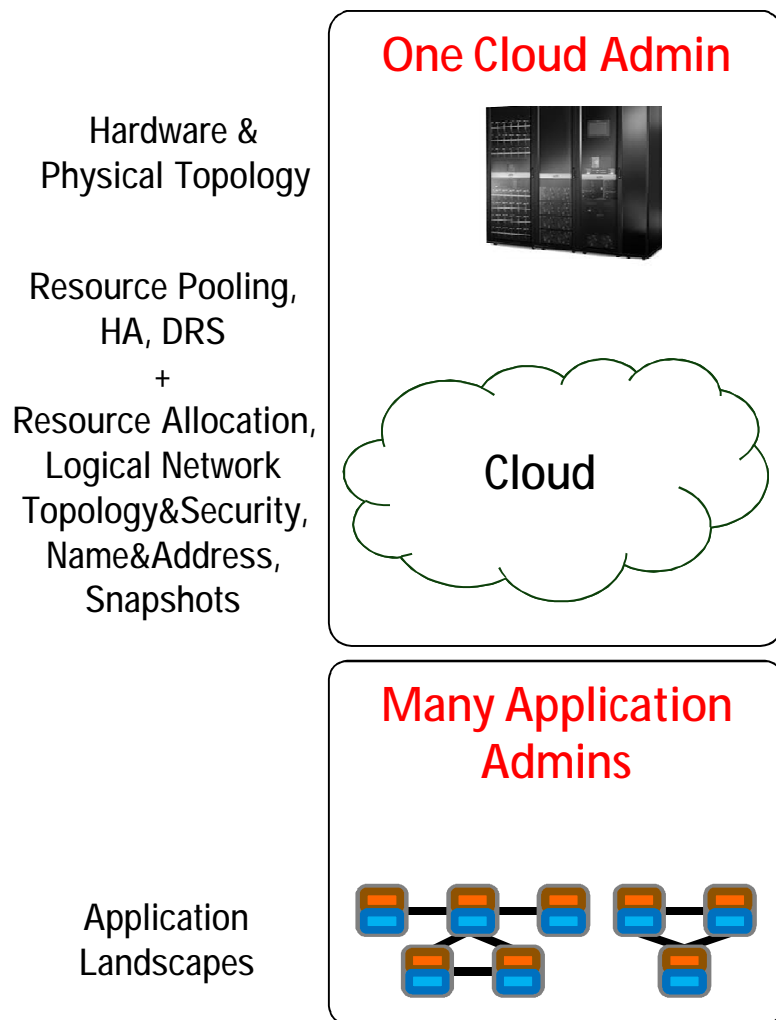 One Cloud Admin
Hardware &
Physical Topology
Resource Pooling,
HA, DRS
+
Resource Allocation,
Logical Network
Topology&Security,
Name&Address,
Snapshots
Cloud
Many Application
Admins
Application
Landscapes